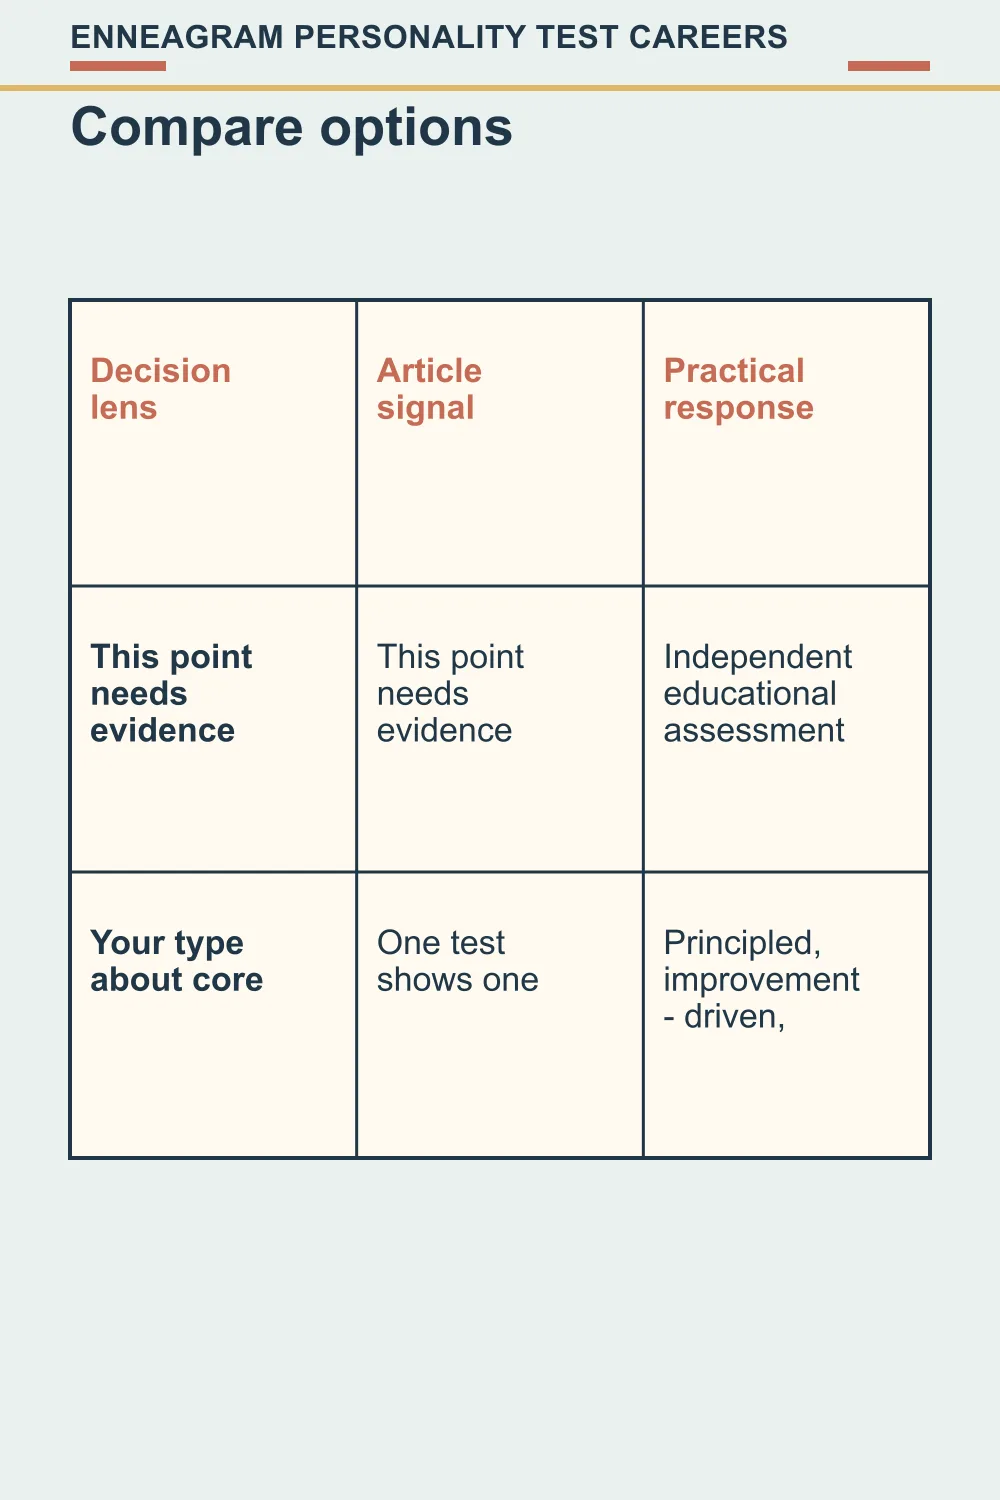 ENNEAGRAM PERSONALITY TEST CAREERS
Compare options
Decision
lens
Article
signal
Practical
response
This point
needs
evidence
This point
needs
evidence
Independent
educational
assessment
Your type
about core
One test
shows one
Principled,
improvement
- driven,